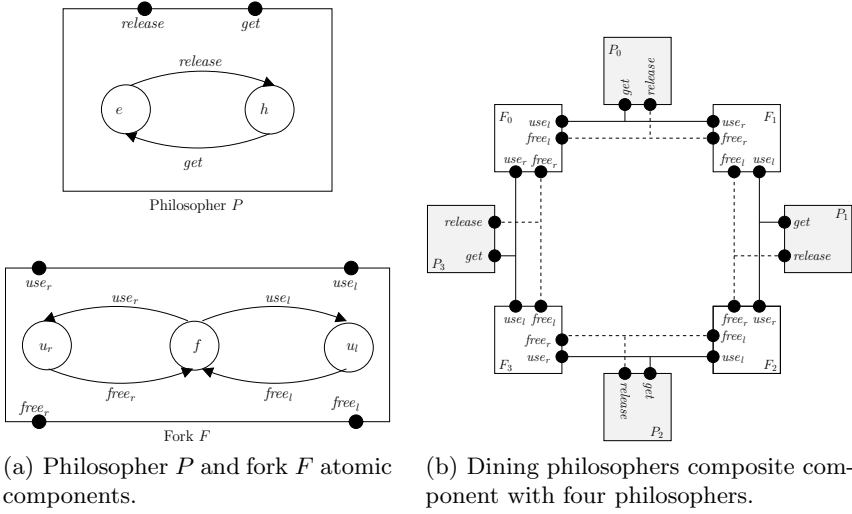 release get
release
e h
get
Philosopher P
use_r use_l
use_r use_l
u_r f u_l
free_r free_l
free_r free_l
Fork F
(a) Philosopher P and fork F atomic
components.
P_0
get release
F_0 use_l use_r F_1
free_l free_r
use_r free_r free_l use_l
release P_1
get
get P_3
release
use_l free_l free_r use_r
free_r free_l
F_3 use_r use_l F_2
release get
P_2
(b) Dining philosophers composite com-
ponent with four philosophers.